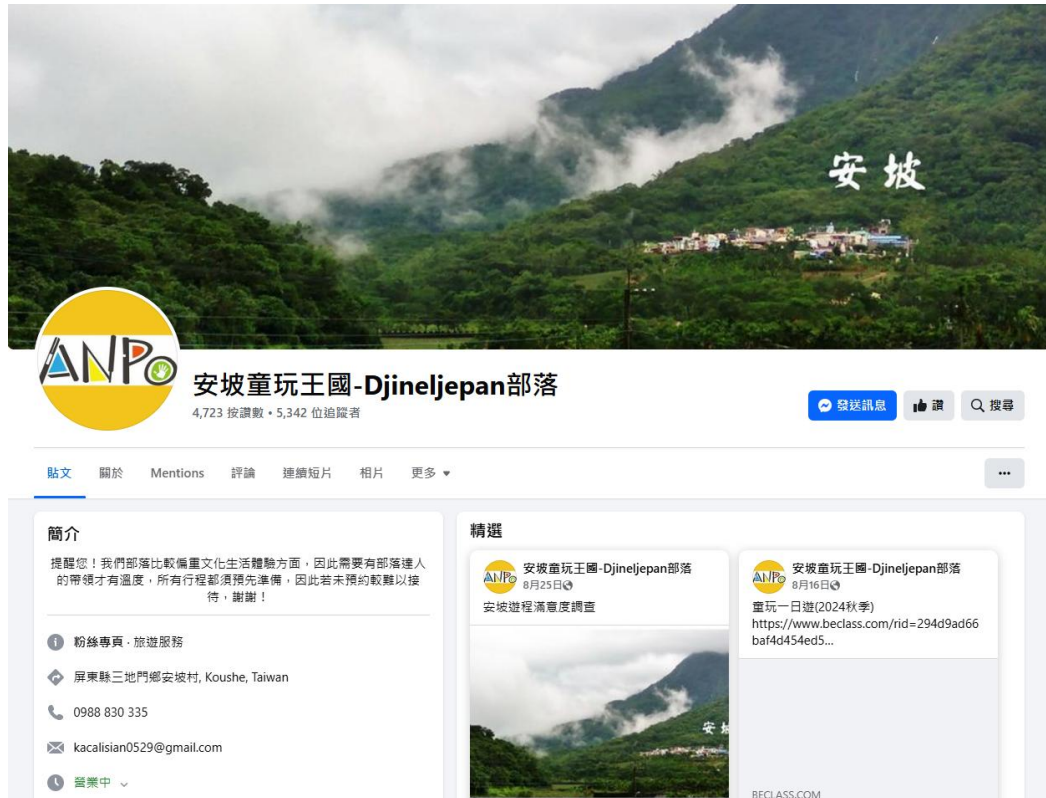 安坡
ANPo
安坡童玩王國-Djineljepan部落
4,723 按讚數 • 5,342 位追蹤者
發送訊息
讚
搜尋
貼文
關於
Mentions
評論
連續短片
相片
更多
簡介
提醒您！我們部落比較偏重文化生活體驗方面，因此需要有部落達人
的帶領才有溫度，所有行程都須預先準備，因此若未預約較難以接
待，謝謝！
粉絲專頁 · 旅遊服務
屏東縣三地門鄉安坡村, Koushe, Taiwan
0988 830 335
kacalisian0529@gmail.com
營業中
精選
ANPo
安坡童玩王國-Djineljepan部落
8月25日
安坡遊程滿意度調查
安坡
ANPo
安坡童玩王國-Djineljepan部落
8月16日
童玩一日遊(2024秋季)
https://www.beclass.com/rid=294d9ad66
baf4d454ed5...
BECLASS.COM